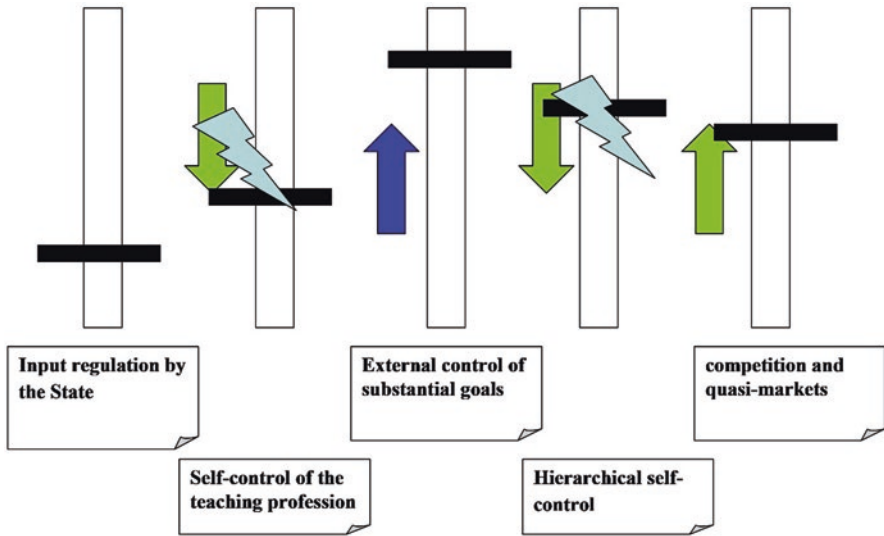 Input regulation by
the State
External control of
substantial goals
competition and
quasi-markets
Self-control of the
teaching profession
Hierarchical self-
control